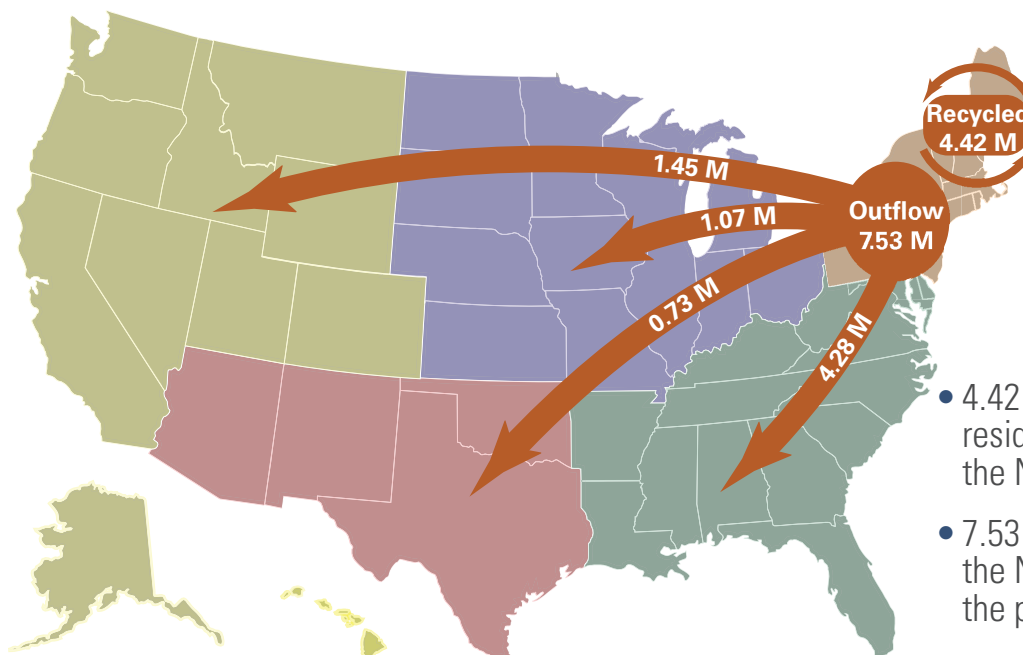 Recycled
4.42 M
1.45 M
1.07 M
Outflow
7.53 M
0.73 M
4.28 M
• 4.42
resid
the N
• 7.53
the N
the p